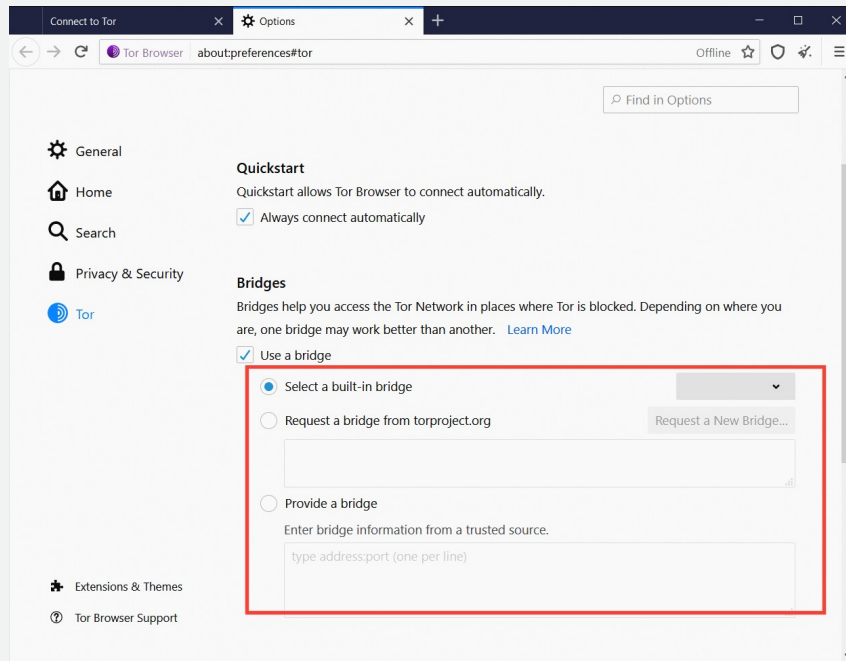 Connect to Tor
Options
Tor Browser
about:preferences#tor
Offline
Find in Options
General
Home
Search
Privacy & Security
Tor
Extensions & Themes
Tor Browser Support
Quickstart
Quickstart allows Tor Browser to connect automatically.
Always connect automatically
Bridges
Bridges help you access the Tor Network in places where Tor is blocked. Depending on where you
are, one bridge may work better than another. Learn More
Use a bridge
Select a built-in bridge
Request a bridge from torproject.org
Request a New Bridge...
Provide a bridge
Enter bridge information from a trusted source.
type address:port (one per line)